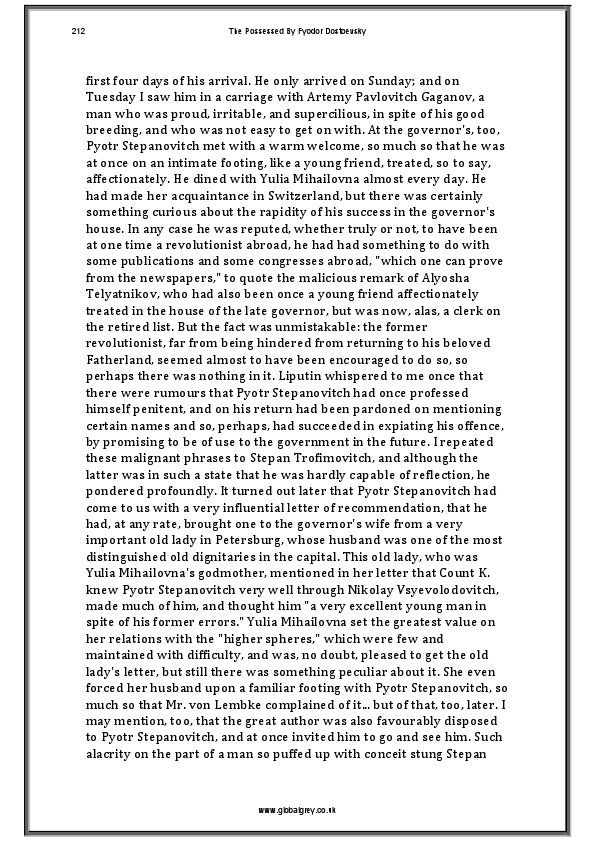 212
The Possessed By Fyodor Dostoevsky
first four days of his arrival. He only arrived on Sunday; and on
Tuesday I saw him in a carriage with Artemy Pavlovitch Gaganov, a
man who was proud, irritable, and supercilious, in spite of his good
breeding, and who was not easy to get on with. At the governor's, too,
Pyotr Stepanovitch met with a warm welcome, so much so that he was
at once on an intimate footing, like a young friend, treated, so to say,
affectionately. He dined with Yulia Mihailovna almost every day. He
had made her acquaintance in Switzerland, but there was certainly
something curious about the rapidity of his success in the governor's
house. In any case he was reputed, whether truly or not, to have been
at one time a revolutionist abroad, he had had something to do with
some publications and some congresses abroad, "which one can prove
from the newspapers," to quote the malicious remark of Alyosha
Telyatnikov, who had also been once a young friend affectionately
treated in the house of the late governor, but was now, alas, a clerk on
the retired list. But the fact was unmistakable: the former
revolutionist, far from being hindered from returning to his beloved
Fatherland, seemed almost to have been encouraged to do so, so
perhaps there was nothing in it. Liputin whispered to me once that
there were rumours that Pyotr Stepanovitch had once professed
himself penitent, and on his return had been pardoned on mentioning
certain names and so, perhaps, had succeeded in expiating his offence,
by promising to be of use to the government in the future. I repeated
these malignant phrases to Stepan Trofimovitch, and although the
latter was in such a state that he was hardly capable of reflection, he
pondered profoundly. It turned out later that Pyotr Stepanovitch had
come to us with a very influential letter of recommendation, that he
had, at any rate, brought one to the governor's wife from a very
important old lady in Petersburg, whose husband was one of the most
distinguished old dignitaries in the capital. This old lady, who was
Yulia Mihailovna's godmother, mentioned in her letter that Count K.
knew Pyotr Stepanovitch very well through Nikolay Vsyevolodovitch,
made much of him, and thought him "a very excellent young man in
spite of his former errors." Yulia Mihailovna set the greatest value on
her relations with the "higher spheres," which were few and
maintained with difficulty, and was, no doubt, pleased to get the old
lady's letter, but still there was something peculiar about it. She even
forced her husband upon a familiar footing with Pyotr Stepanovitch, so
much so that Mr. von Lembke complained of it... but of that, too, later. I
may mention, too, that the great author was also favourably disposed
to Pyotr Stepanovitch, and at once invited him to go and see him. Such
alacrity on the part of a man so puffed up with conceit stung Stepan
www.globalgrey.co.uk